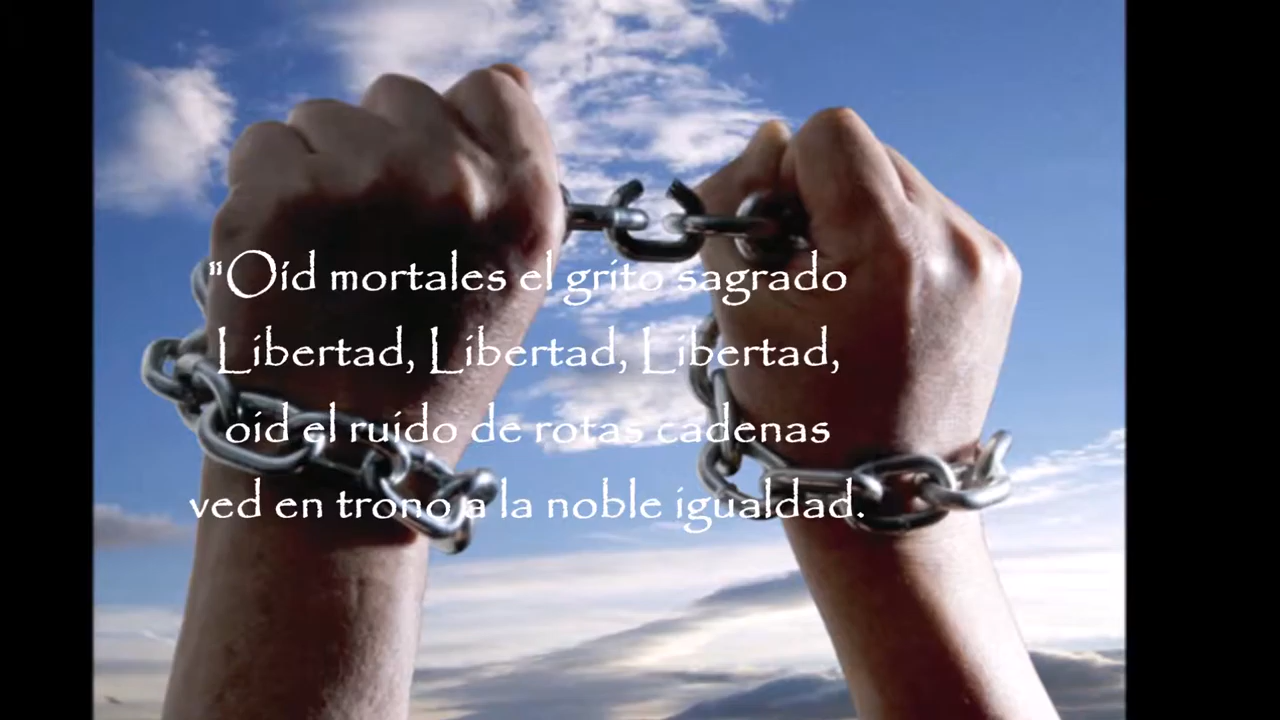 "Oíd mortales el grito sagrado
Libertad, Libertad, Libertad,
oid el ruido de rotas cadenas
ved en trono a la noble igualdad.